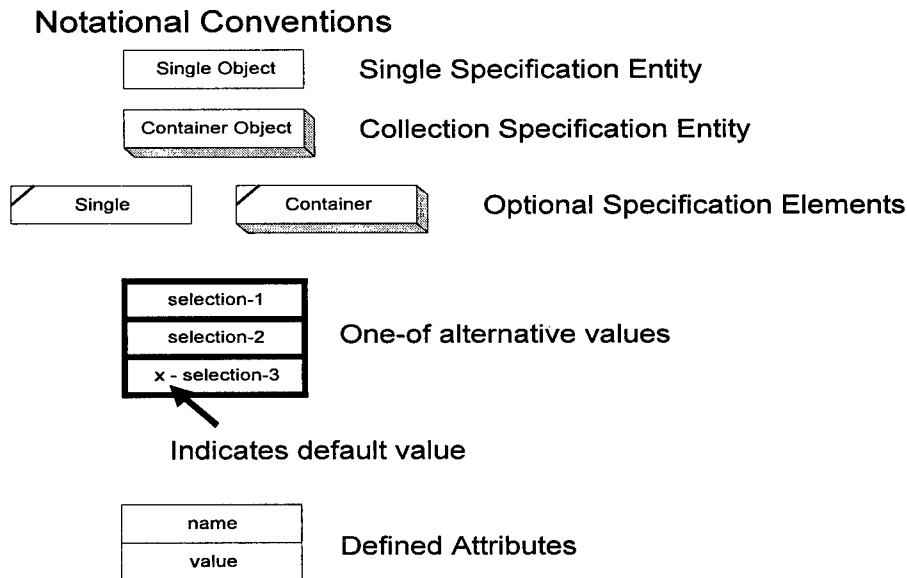 Notational Conventions
Single Object
Single Specification Entity
Container Object
Collection Specification Entity
Single
Container
Optional Specification Elements
selection-1
selection-2
x - selection-3
One-of alternative values
Indicates default value
name
value
Defined Attributes